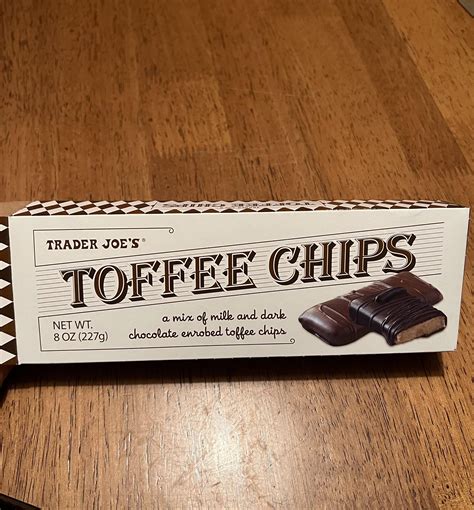 TRADER JOE'S®
TOFFEE CHIPS
NET WT.
8 OZ (227g)
a mix of milk and dark
chocolate enrobed toffee chips